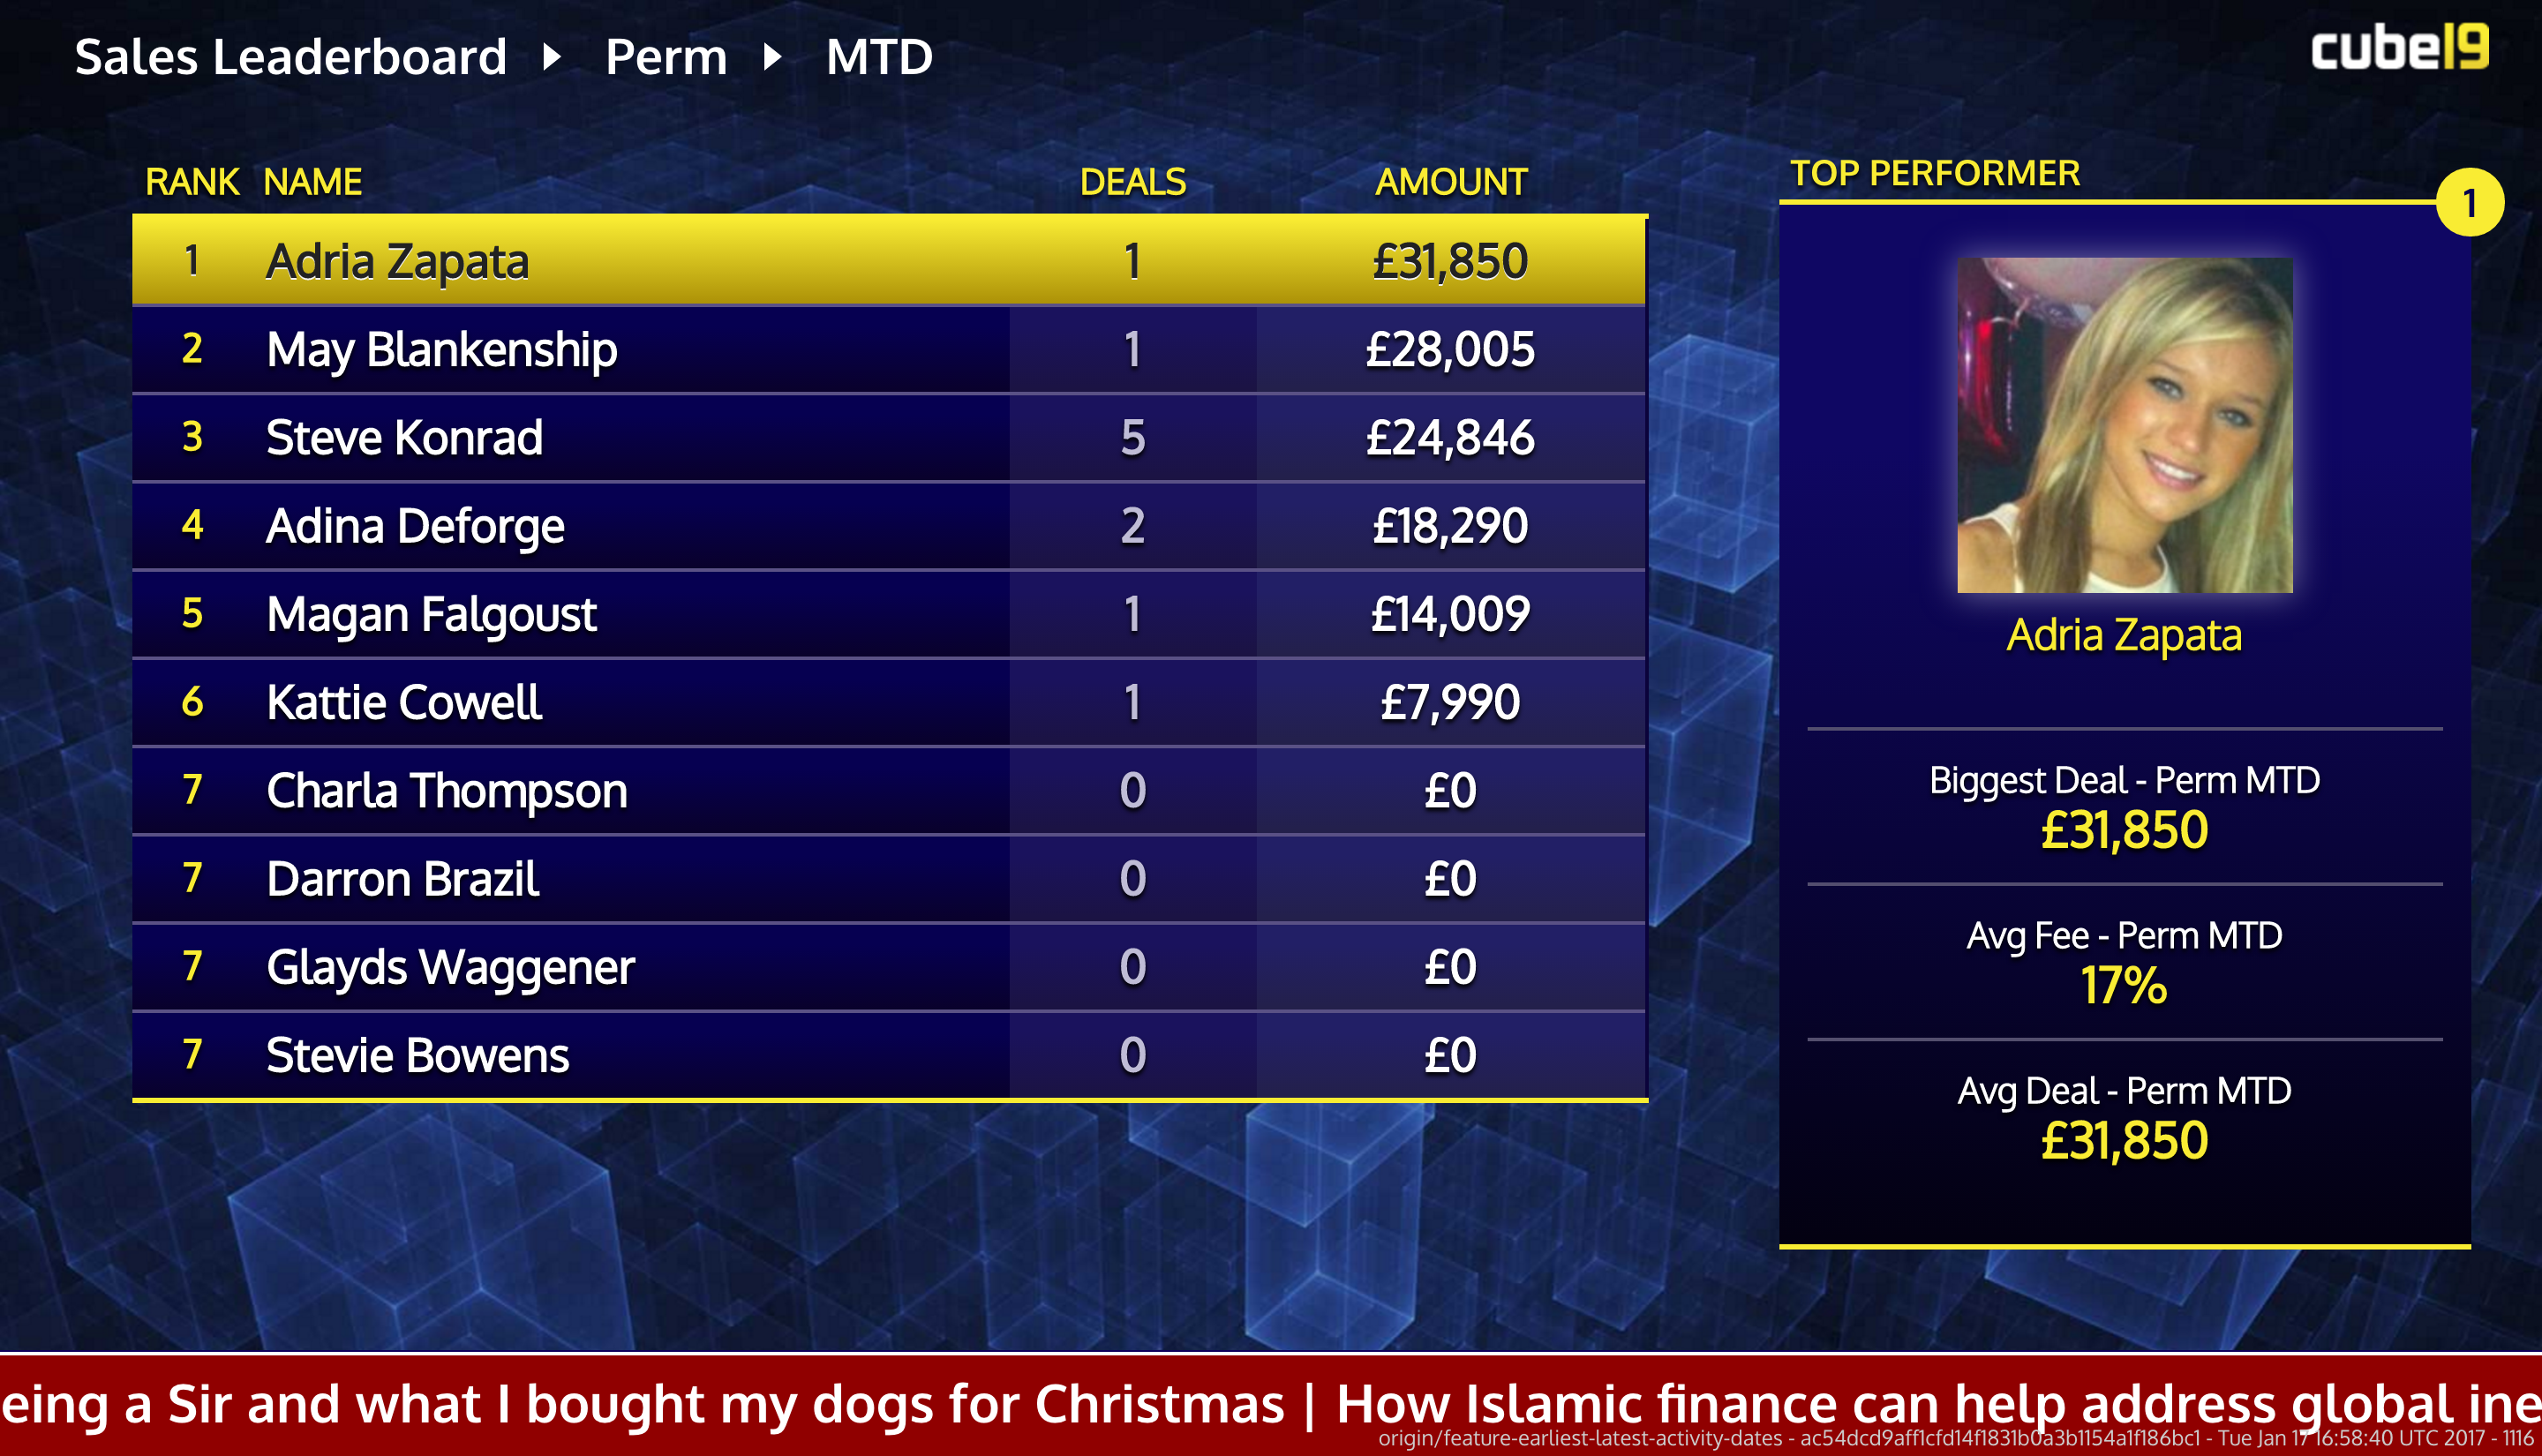 Sales Leaderboard ▶ Perm ▶ MTD
cube19
RANK NAME DEALS AMOUNT
1 Adria Zapata 1 £31,850
2 May Blankenship 1 £28,005
3 Steve Konrad 5 £24,846
4 Adina Deforge 2 £18,290
5 Magan Falgoust 1 £14,009
6 Kattie Cowell 1 £7,990
7 Charla Thompson 0 £0
7 Darron Brazil 0 £0
7 Glayds Waggener 0 £0
7 Stevie Bowens 0 £0
TOP PERFORMER
1
Adria Zapata
Biggest Deal - Perm MTD
£31,850
Avg Fee - Perm MTD
17%
Avg Deal - Perm MTD
£31,850
eing a Sir and what I bought my dogs for Christmas | How Islamic finance can help address global ine
origin/feature-earliest-latest-activity-dates - ac54dcd9aff1cfd14f1831b0a3b1154a1f186bc1 - Tue Jan 17 16:58:40 UTC 2017 - 1116